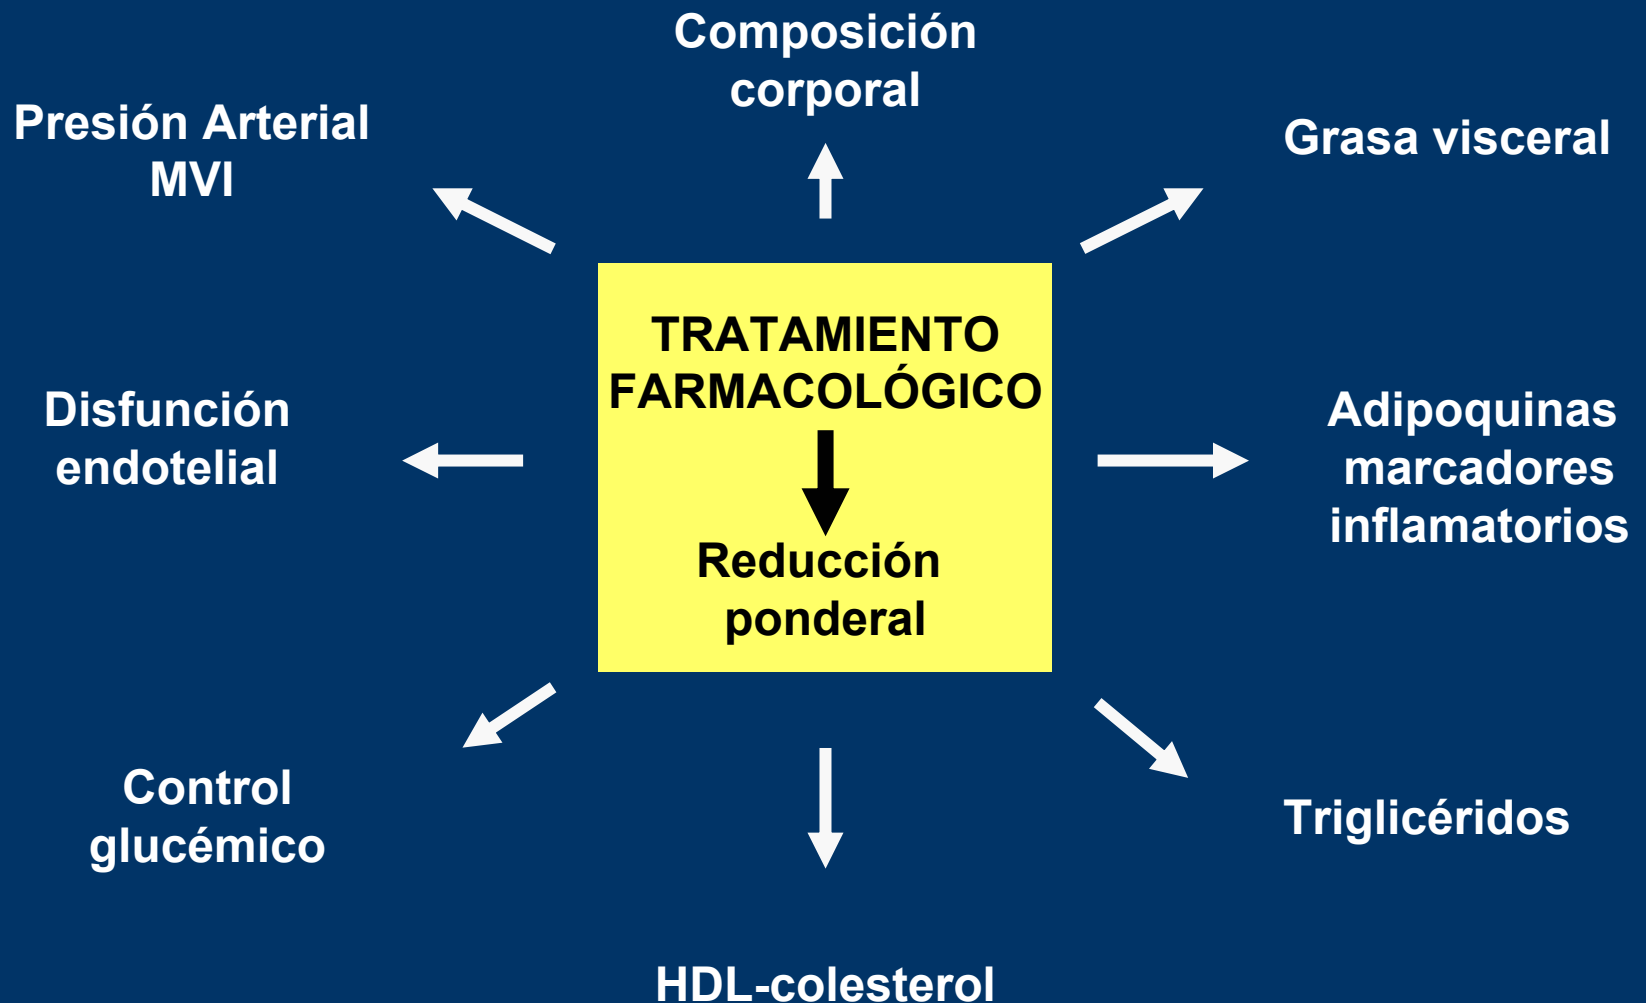 Composición
corporal
Presión Arterial
MVI
Grasa visceral
TRATAMIENTO
FARMACOLÓGICO
Reducción
ponderal
Disfunción
endotelial
Adipoquinas
marcadores
inflamatorios
Control
glucémico
Triglicéridos
HDL-colesterol